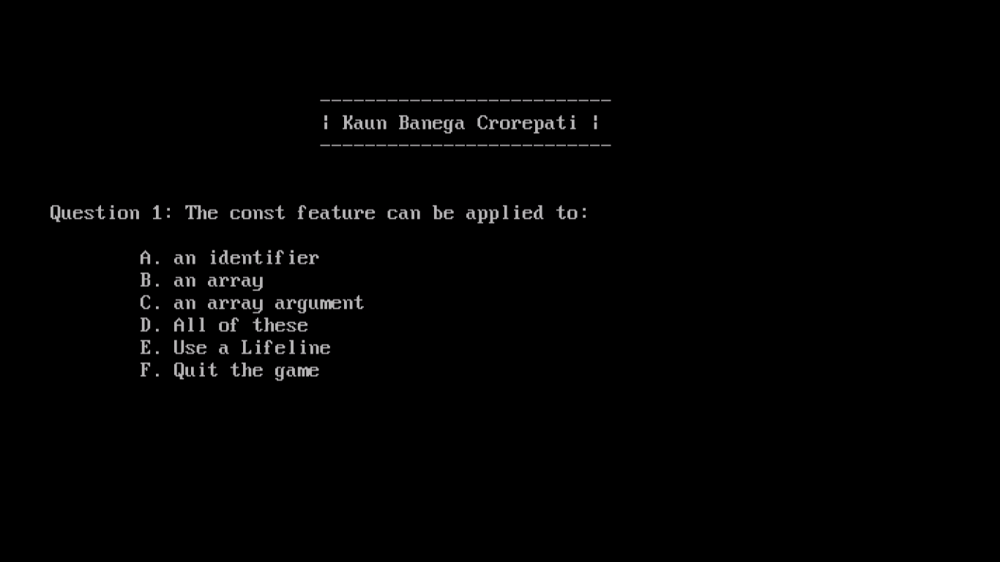 --------------------------
¦ Kaun Banega Crorepati ¦
--------------------------
Question 1: The const feature can be applied to:
A. an identifier
B. an array
C. an array argument
D. All of these
E. Use a Lifeline
F. Quit the game